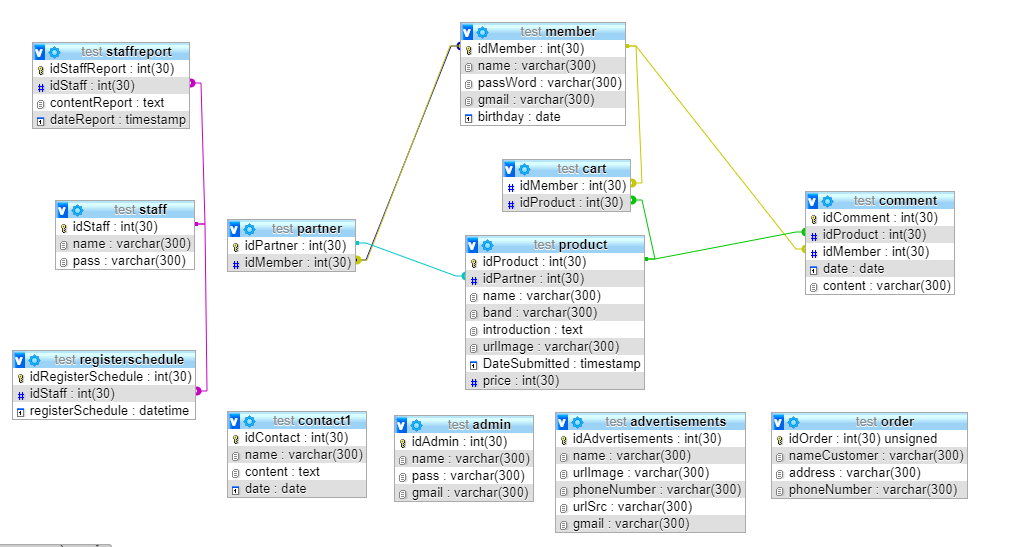 test staffreport
idStaffReport : int(30)
idStaff : int(30)
contentReport : text
dateReport : timestamp
test member
idMember : int(30)
name : varchar(300)
passWord : varchar(300)
gmail : varchar(300)
birthday : date
test cart
idMember : int(30)
idProduct : int(30)
test staff
idStaff : int(30)
name : varchar(300)
pass : varchar(300)
test partner
idPartner : int(30)
idMember : int(30)
test product
idProduct : int(30)
idPartner : int(30)
name : varchar(300)
band : varchar(300)
introduction : text
urlImage : varchar(300)
DateSubmitted : timestamp
price : int(30)
test comment
idComment : int(30)
idProduct : int(30)
idMember : int(30)
date : date
content : varchar(300)
test registerschedule
idRegisterSchedule : int(30)
idStaff : int(30)
registerSchedule : datetime
test contact1
idContact : int(30)
name : varchar(300)
content : text
date : date
test admin
idAdmin : int(30)
name : varchar(300)
pass : varchar(300)
gmail : varchar(300)
test advertisements
idAdvertisements : int(30)
name : varchar(300)
urlImage : varchar(300)
phoneNumber : varchar(300)
urlSrc : varchar(300)
gmail : varchar(300)
test order
idOrder : int(30) unsigned
nameCustomer : varchar(300)
address : varchar(300)
phoneNumber : varchar(300)